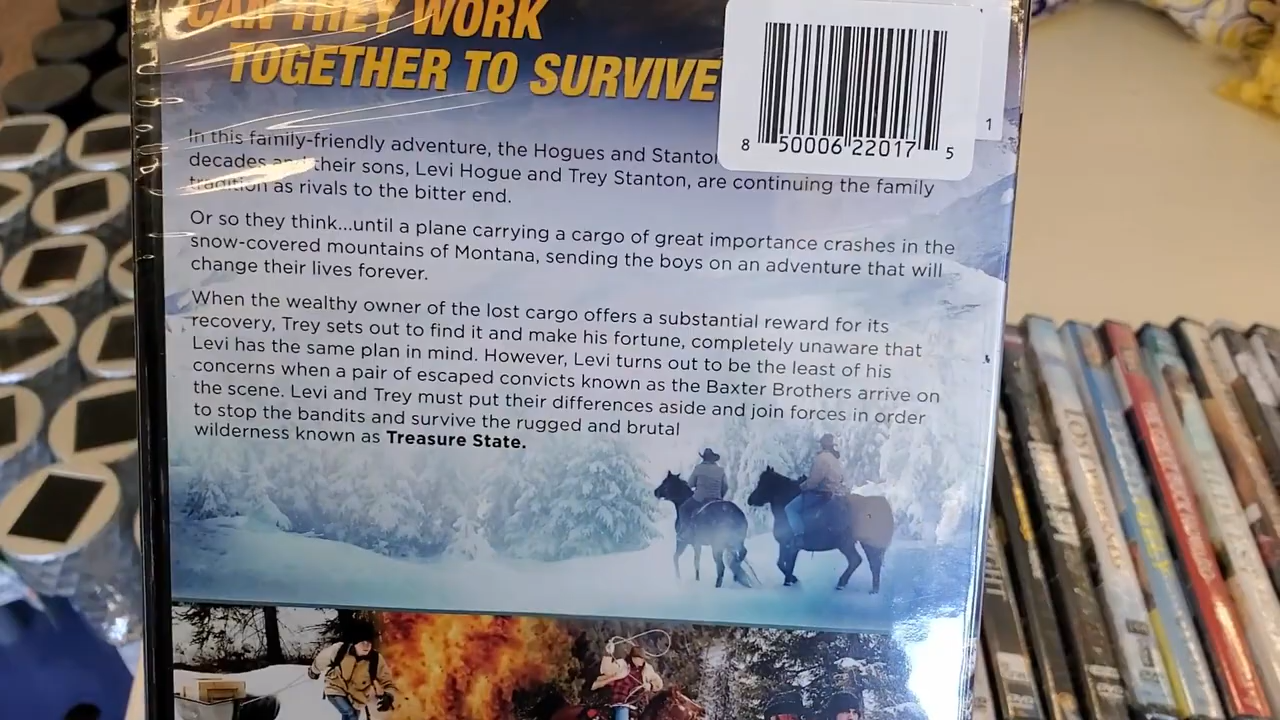 CAN THEY WORK
TOGETHER TO SURVIVE
1
8 50006 22017 5
In this family-friendly adventure, the Hogues and Stanton
decades and their sons, Levi Hogue and Trey Stanton, are continuing the family
tradition as rivals to the bitter end.
Or so they think...until a plane carrying a cargo of great importance crashes in the
snow-covered mountains of Montana, sending the boys on an adventure that will
change their lives forever.
When the wealthy owner of the lost cargo offers a substantial reward for its
recovery, Trey sets out to find it and make his fortune, completely unaware that
Levi has the same plan in mind. However, Levi turns out to be the least of his
concerns when a pair of escaped convicts known as the Baxter Brothers arrive on
the scene. Levi and Trey must put their differences aside and join forces in order
to stop the bandits and survive the rugged and brutal
wilderness known as Treasure State.